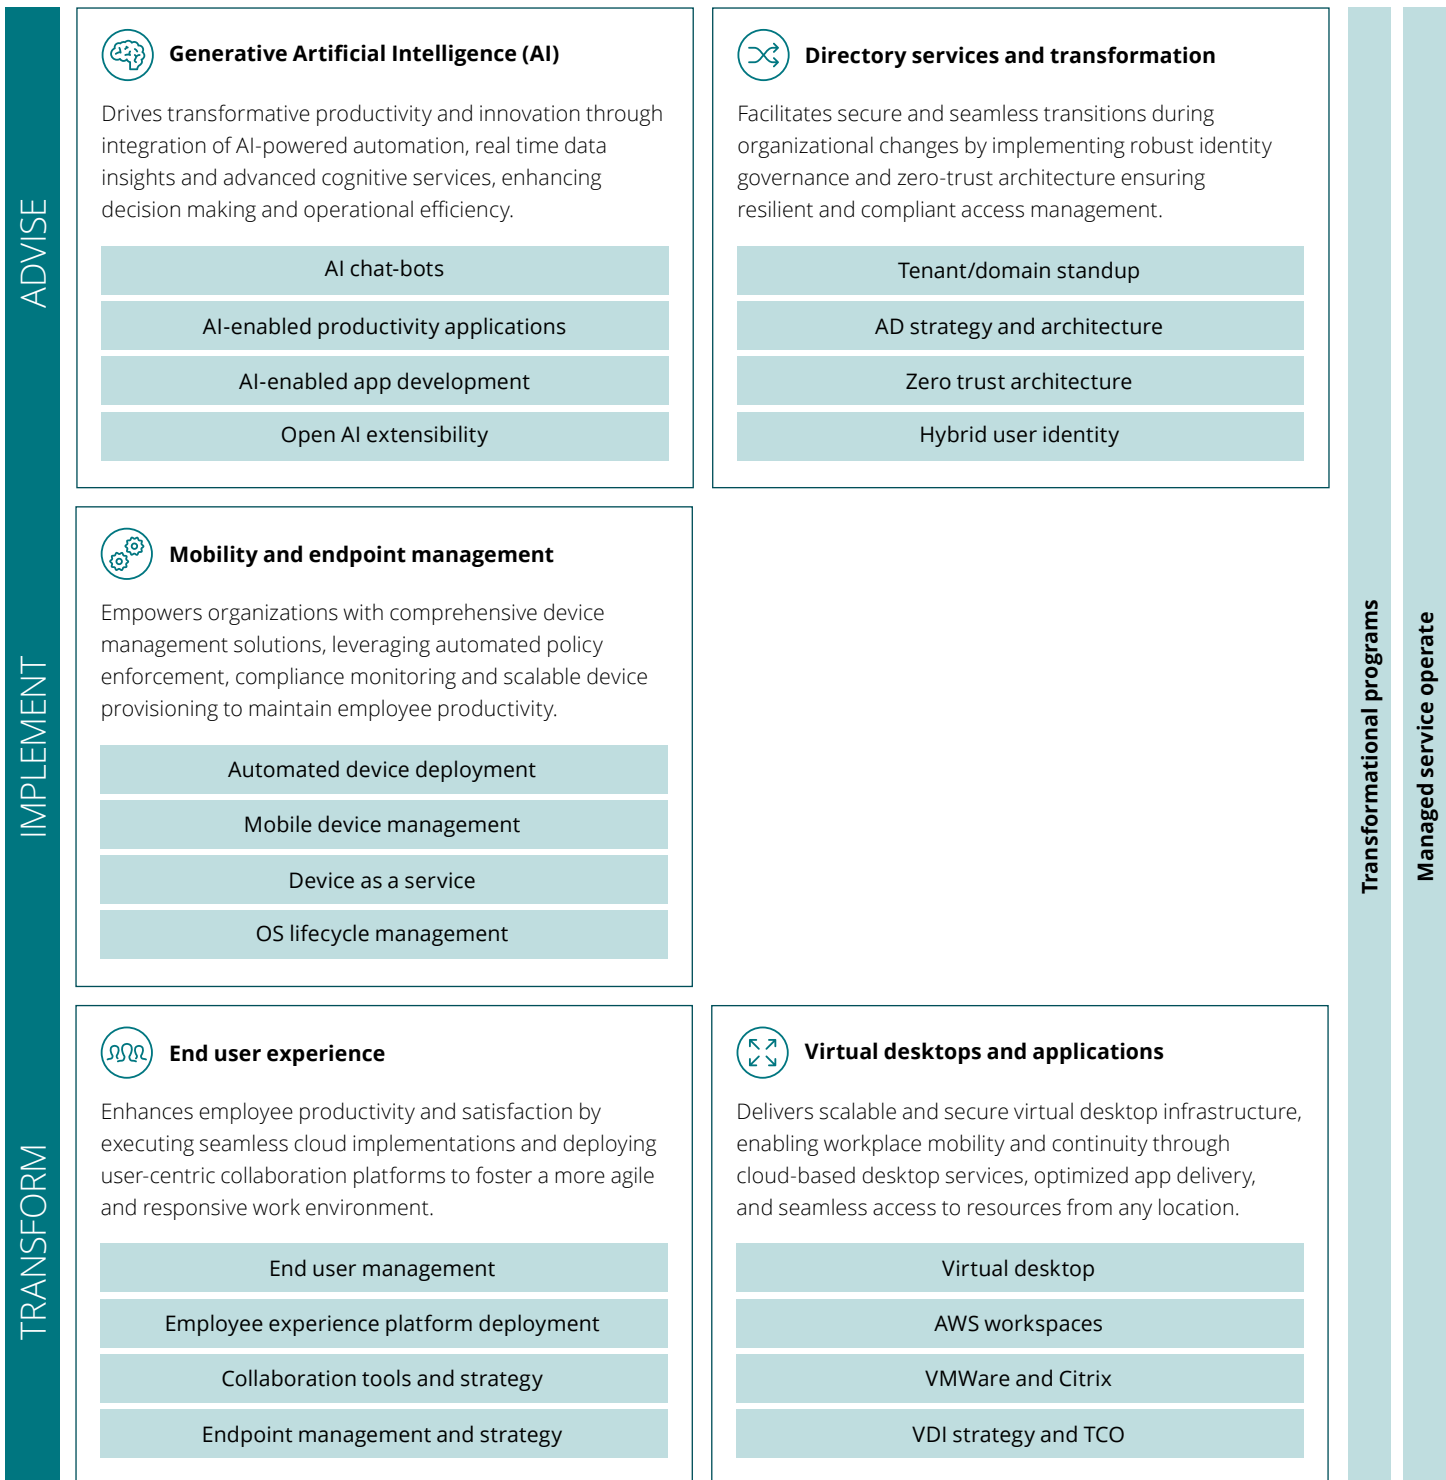 ADVISE
Generative Artificial Intelligence (AI)
Drives transformative productivity and innovation through
integration of AI-powered automation, real time data
insights and advanced cognitive services, enhancing
decision making and operational efficiency.
AI chat-bots
AI-enabled productivity applications
AI-enabled app development
Open AI extensibility
Directory services and transformation
Facilitates secure and seamless transitions during
organizational changes by implementing robust identity
governance and zero-trust architecture ensuring
resilient and compliant access management.
Tenant/domain standup
AD strategy and architecture
Zero trust architecture
Hybrid user identity
IMPLEMENT
Mobility and endpoint management
Empowers organizations with comprehensive device
management solutions, leveraging automated policy
enforcement, compliance monitoring and scalable device
provisioning to maintain employee productivity.
Automated device deployment
Mobile device management
Device as a service
OS lifecycle management
TRANSFORM
End user experience
Enhances employee productivity and satisfaction by
executing seamless cloud implementations and deploying
user-centric collaboration platforms to foster a more agile
and responsive work environment.
End user management
Employee experience platform deployment
Collaboration tools and strategy
Endpoint management and strategy
Virtual desktops and applications
Delivers scalable and secure virtual desktop infrastructure,
enabling workplace mobility and continuity through
cloud-based desktop services, optimized app delivery,
and seamless access to resources from any location.
Virtual desktop
AWS workspaces
VMWare and Citrix
VDI strategy and TCO
Transformational programs
Managed service operate